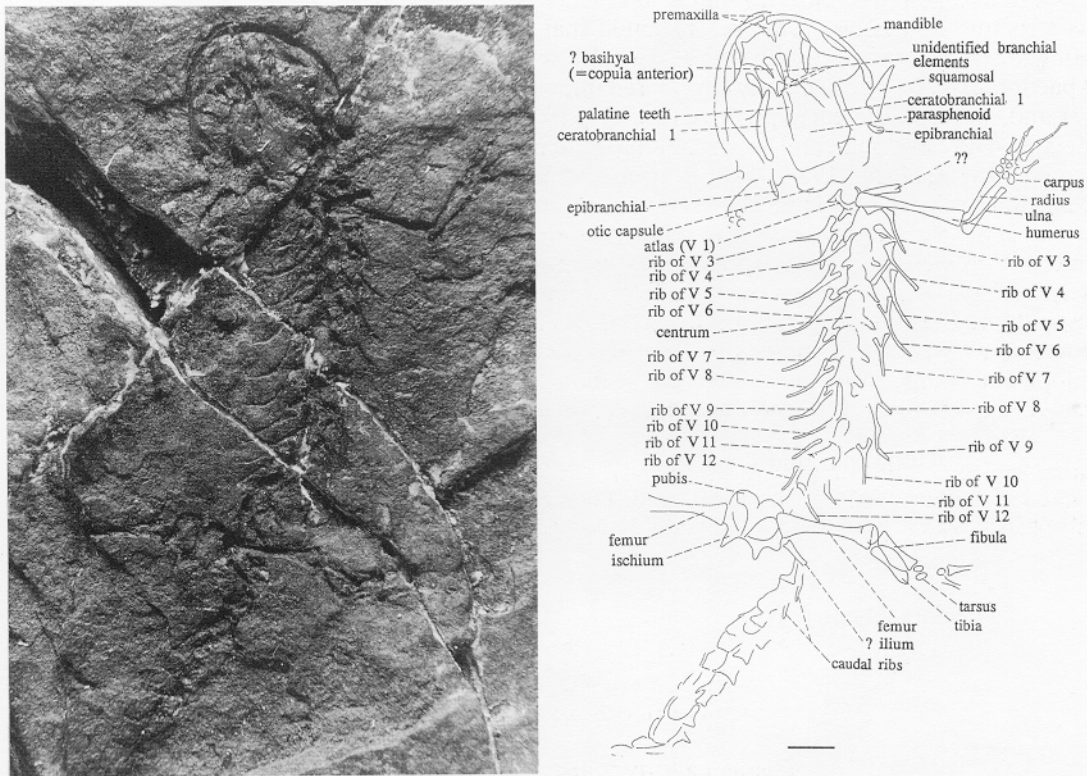 premaxilla
mandible
? basihyal
(=copula anterior)
unidentified branchial
elements
squamosal
palatine teeth
ceratobranchial 1
ceratobranchial 1
parasphenoid
epibranchial
??
carpus
radius
ulna
humerus
epibranchial
otic capsule
atlas (V 1)
rib of V 3
rib of V 4
rib of V 5
rib of V 6
centrum
rib of V 7
rib of V 8
rib of V 9
rib of V 10
rib of V 11
rib of V 12
pubis
rib of V 3
rib of V 4
rib of V 5
rib of V 6
rib of V 7
rib of V 8
rib of V 9
rib of V 10
rib of V 11
rib of V 12
femur
ischium
fibula
tarsus
tibia
femur
? ilium
caudal ribs